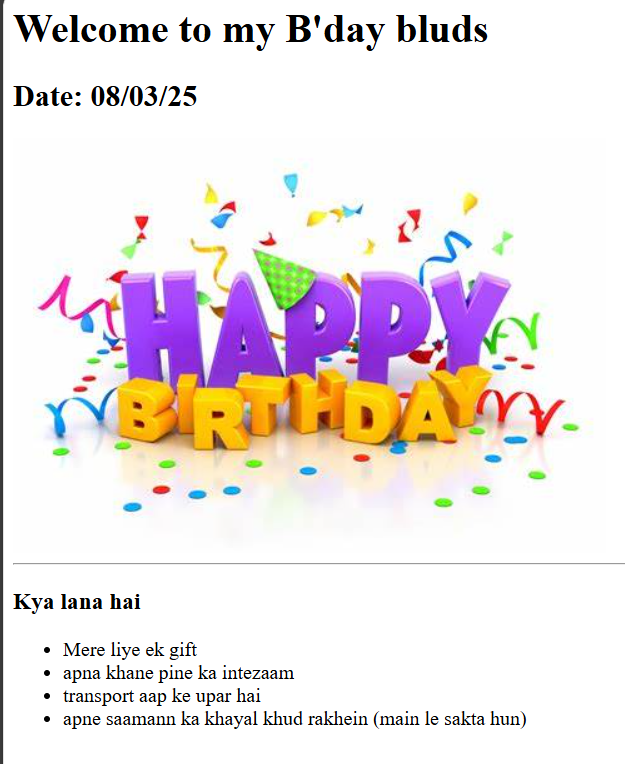 Welcome to my B'day bluds
Date: 08/03/25
HAPPY
BIRTHDAY
Kya lana hai
Mere liye ek gift
apna khane pine ka intezaam
transport aap ke upar hai
apne saamann ka khayal khud rakhein (main le sakta hun)